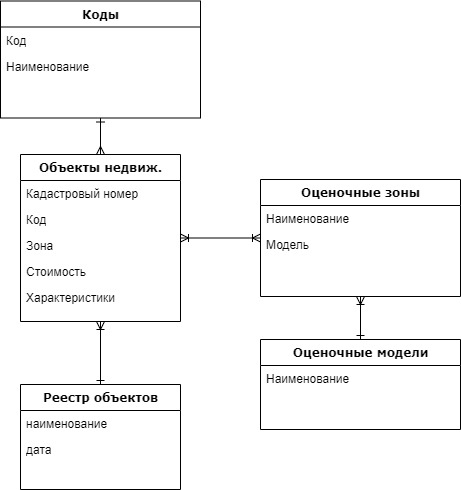 Коды
Код
Наименование
Объекты недвиж.
Кадастровый номер
Код
Зона
Стоимость
Характеристики
Оценочные зоны
Наименование
Модель
Оценочные модели
Наименование
Реестр объектов
наименование
дата